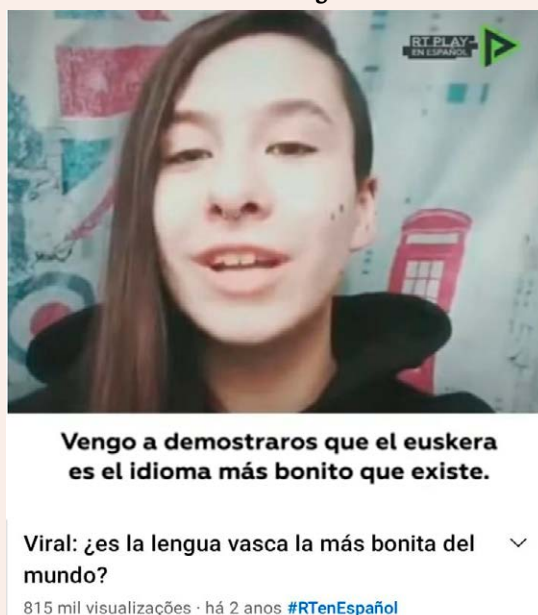 RT PLAY
EN ESPAÑOL
Vengo a demostraros que el euskera
es el idioma más bonito que existe.
Viral: ¿es la lengua vasca la más bonita del
mundo?
815 mil visualizações · há 2 anos #RTenEspañol